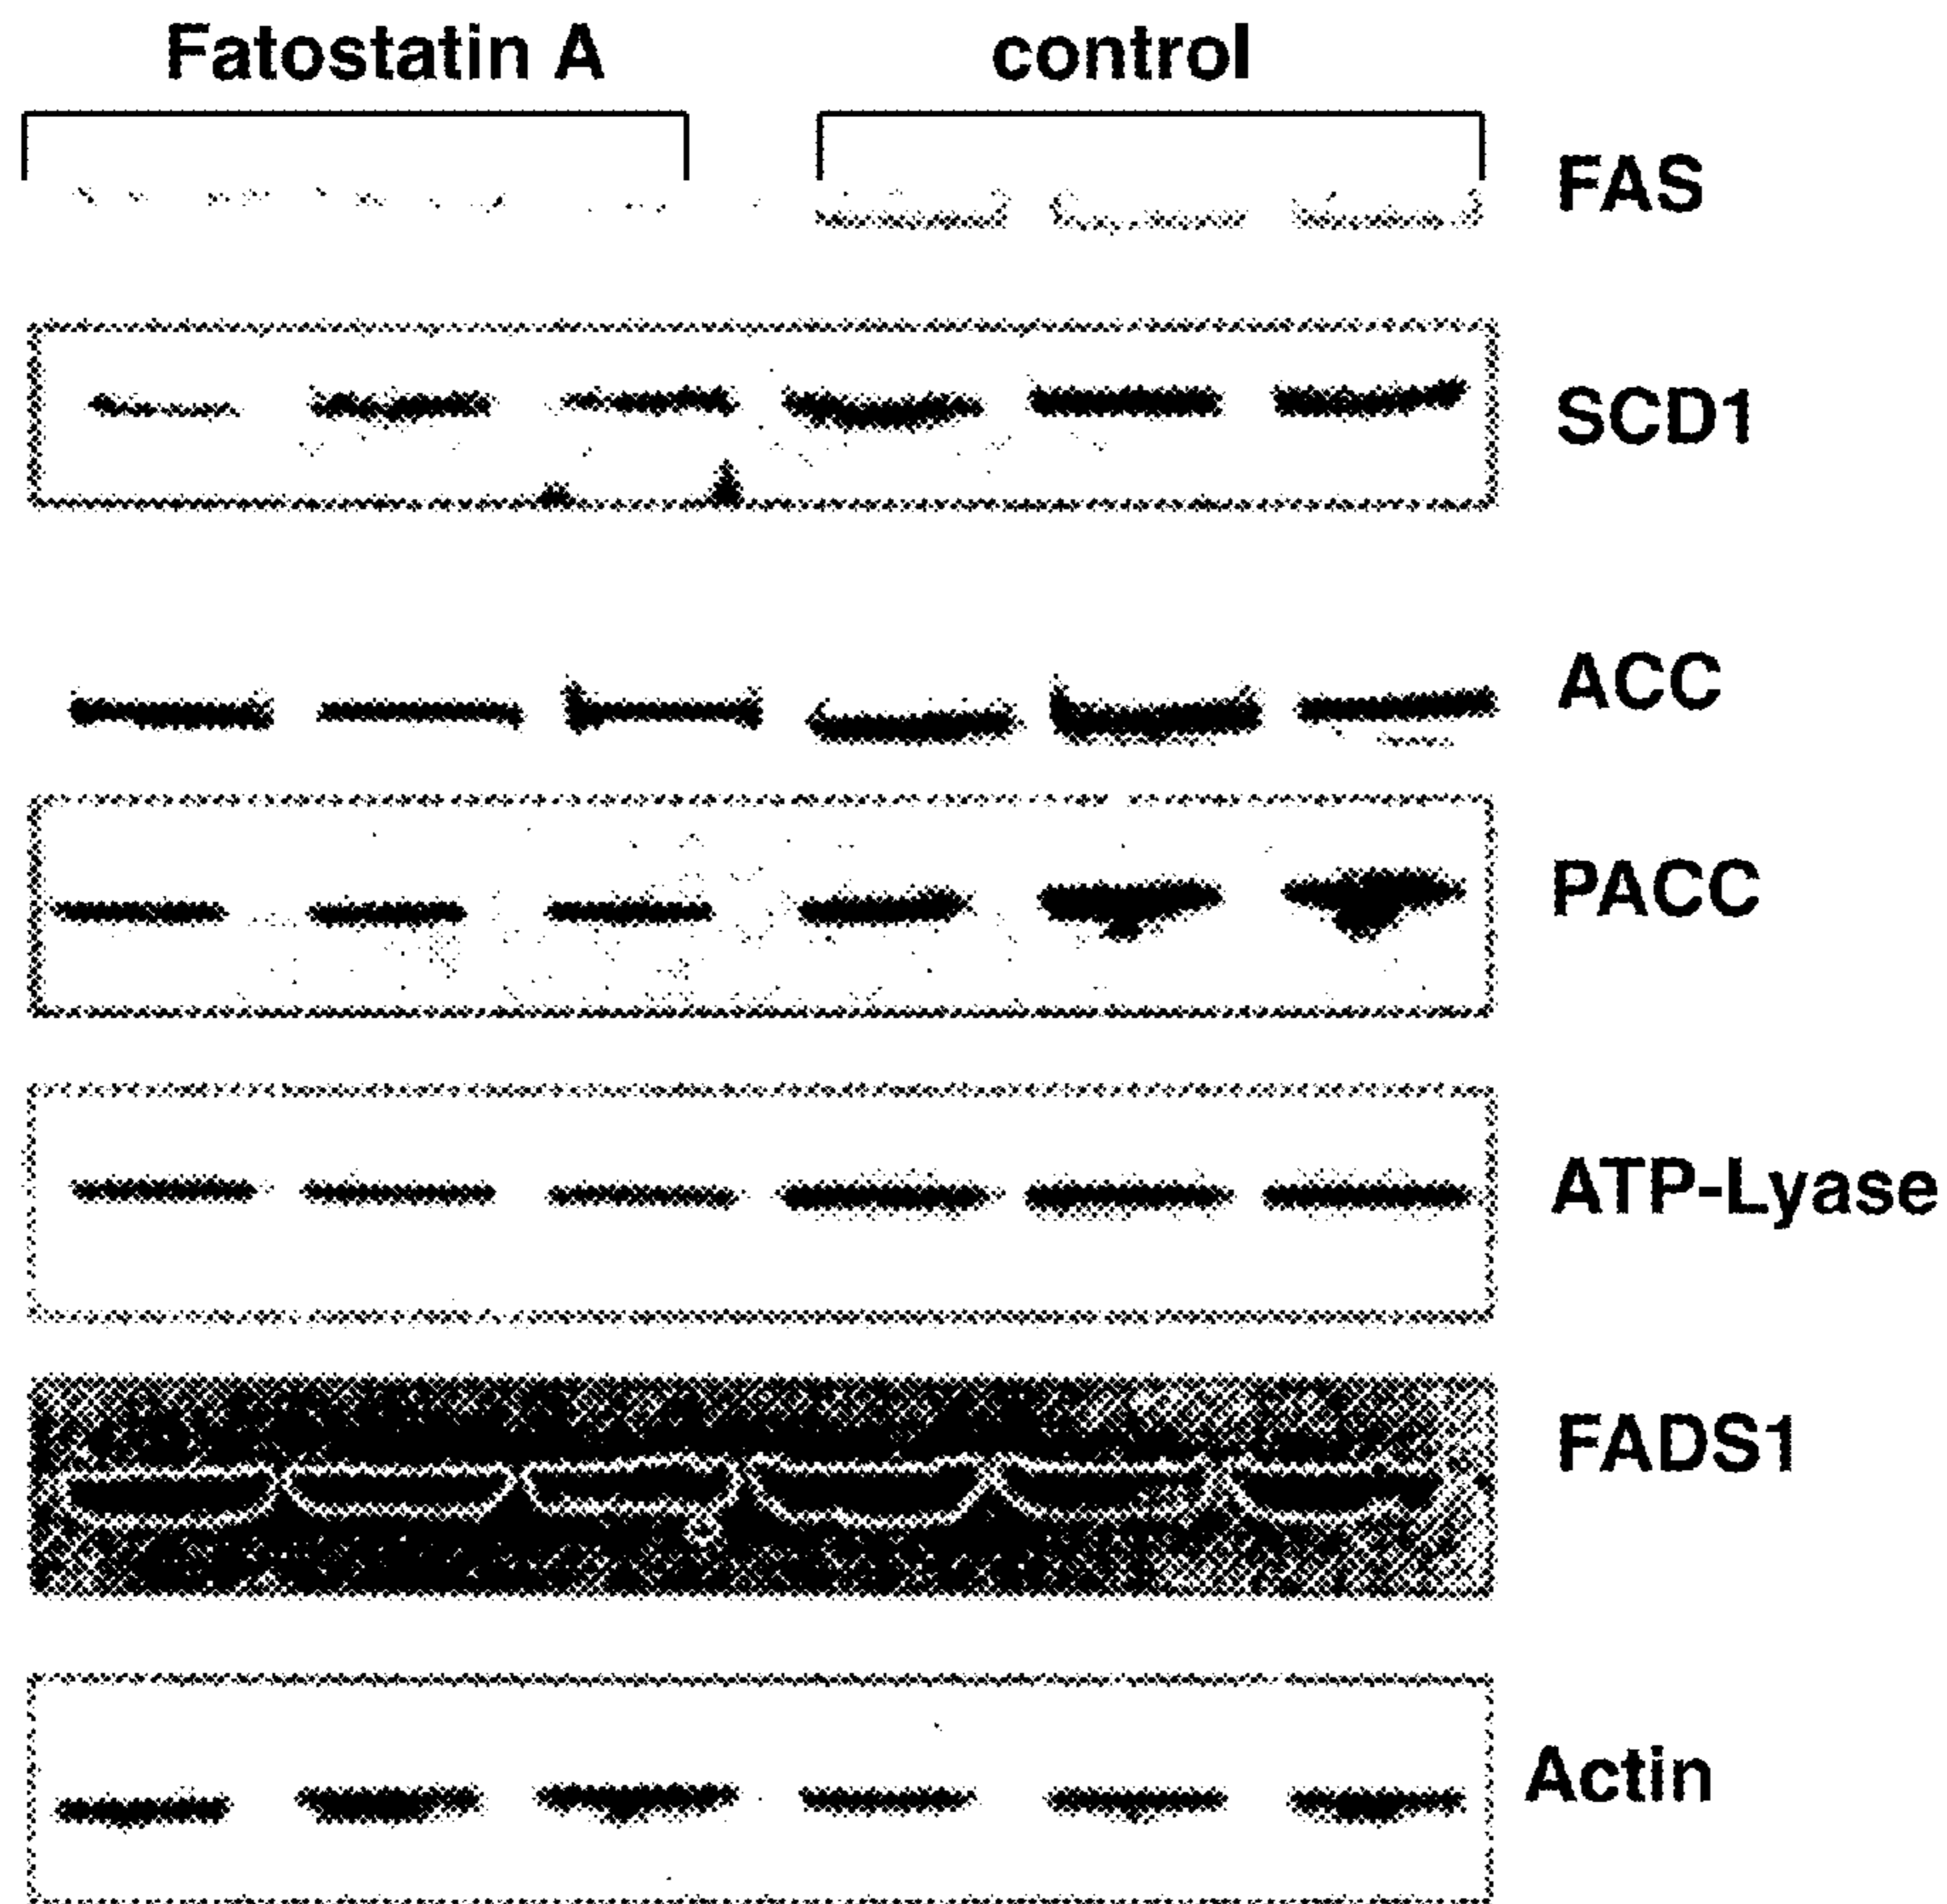 Fatostatin A control
FAS
SCD1
ACC
PACC
ATP-Lyase
FADS1
Actin